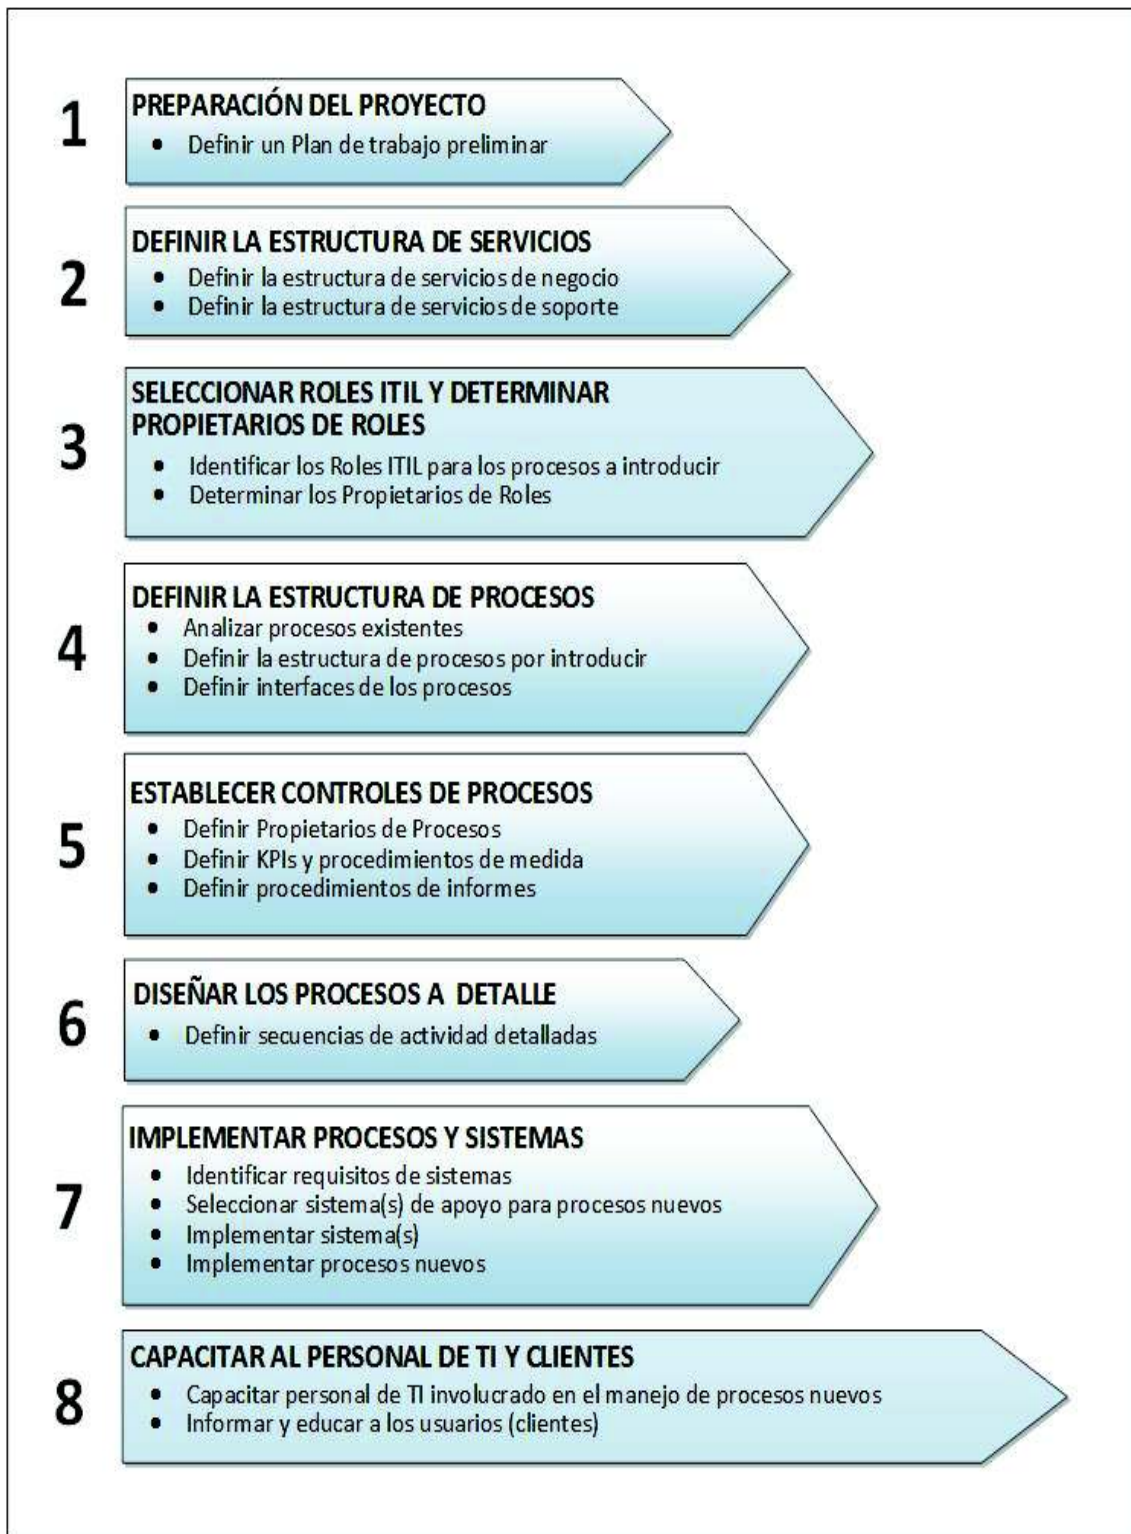 1
PREPARACIÓN DEL PROYECTO
• Definir un Plan de trabajo preliminar
2
DEFINIR LA ESTRUCTURA DE SERVICIOS
• Definir la estructura de servicios de negocio
• Definir la estructura de servicios de soporte
3
SELECCIONAR ROLES ITIL Y DETERMINAR
PROPIETARIOS DE ROLES
• Identificar los Roles ITIL para los procesos a introducir
• Determinar los Propietarios de Roles
4
DEFINIR LA ESTRUCTURA DE PROCESOS
• Analizar procesos existentes
• Definir la estructura de procesos por introducir
• Definir interfaces de los procesos
5
ESTABLECER CONTROLES DE PROCESOS
• Definir Propietarios de Procesos
• Definir KPIs y procedimientos de medida
• Definir procedimientos de informes
6
DISEÑAR LOS PROCESOS A DETALLE
• Definir secuencias de actividad detalladas
7
IMPLEMENTAR PROCESOS Y SISTEMAS
• Identificar requisitos de sistemas
• Seleccionar sistema(s) de apoyo para procesos nuevos
• Implementar sistema(s)
• Implementar procesos nuevos
8
CAPACITAR AL PERSONAL DE TI Y CLIENTES
• Capacitar personal de TI involucrado en el manejo de procesos nuevos
• Informar y educar a los usuarios (clientes)